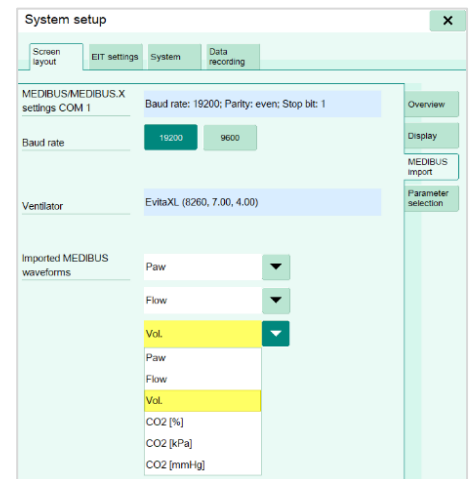 System setup
Screen
layout
EIT settings
System
Data
recording
MEDIBUS/MEDIBUS.X
settings COM 1
Baud rate: 19200; Parity: even; Stop bit: 1
Overview
Baud rate
19200
9600
Display
MEDIBUS
import
Parameter
selection
Ventilator
EvitaXL (8260, 7.00, 4.00)
Imported MEDIBUS
waveforms
Paw
Flow
Vol.
Paw
Flow
Vol.
CO2 [%]
CO2 [kPa]
CO2 [mmHg]